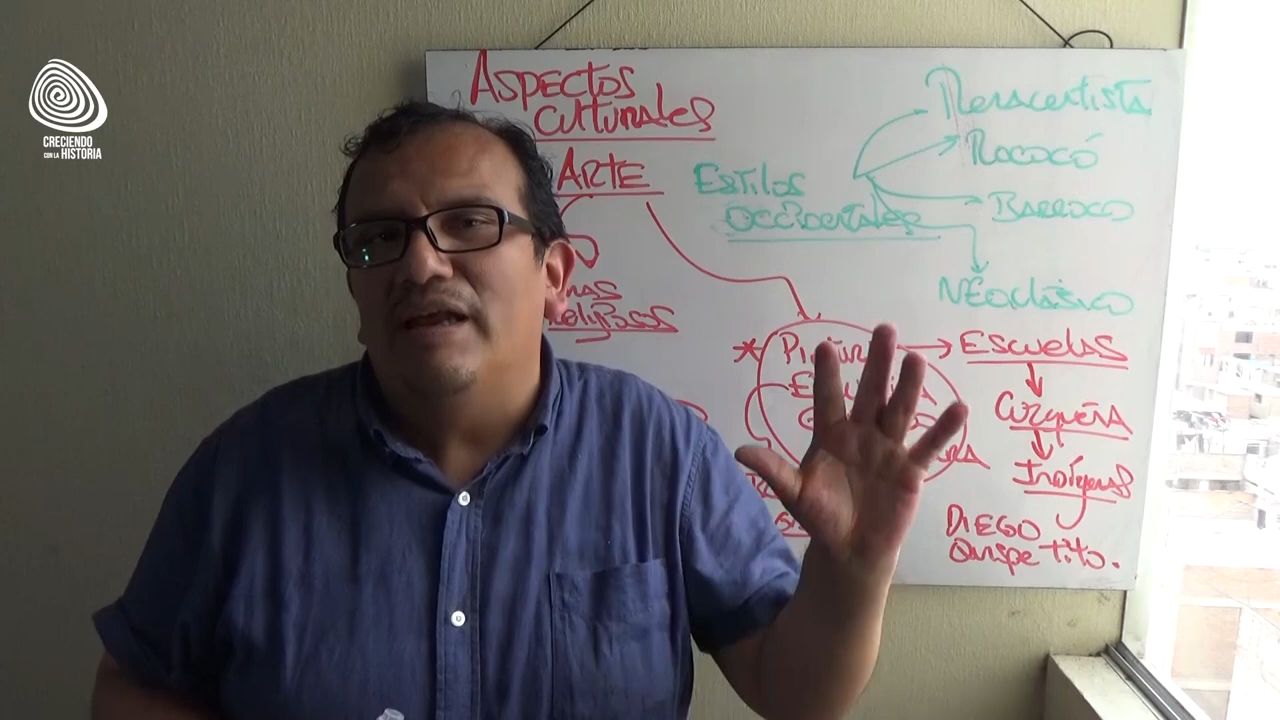 CRECIENDO
CON LA HISTORIA
ASPECTOS
CULTURALES
ARTE
ESTILOS
OCCIDENTALES
Renacentista
ROCOCÓ
BARROCO
NEOCLÁSICO
ESCUELAS
CUZQUEÑA
INDÍGENAS
DIEGO
Quispe Tito.